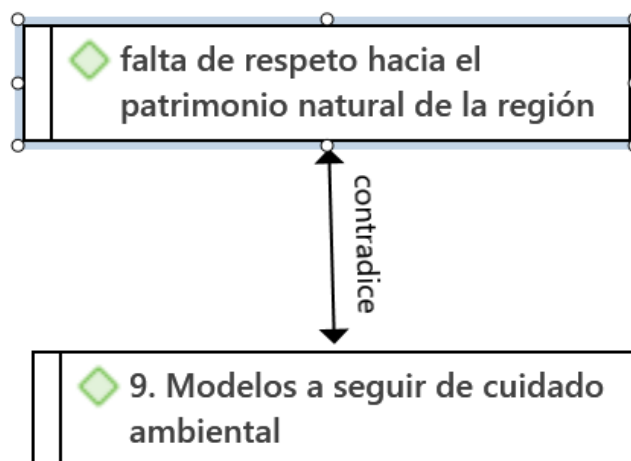 falta de respeto hacia el
patrimonio natural de la región
contradice
9. Modelos a seguir de cuidado
ambiental